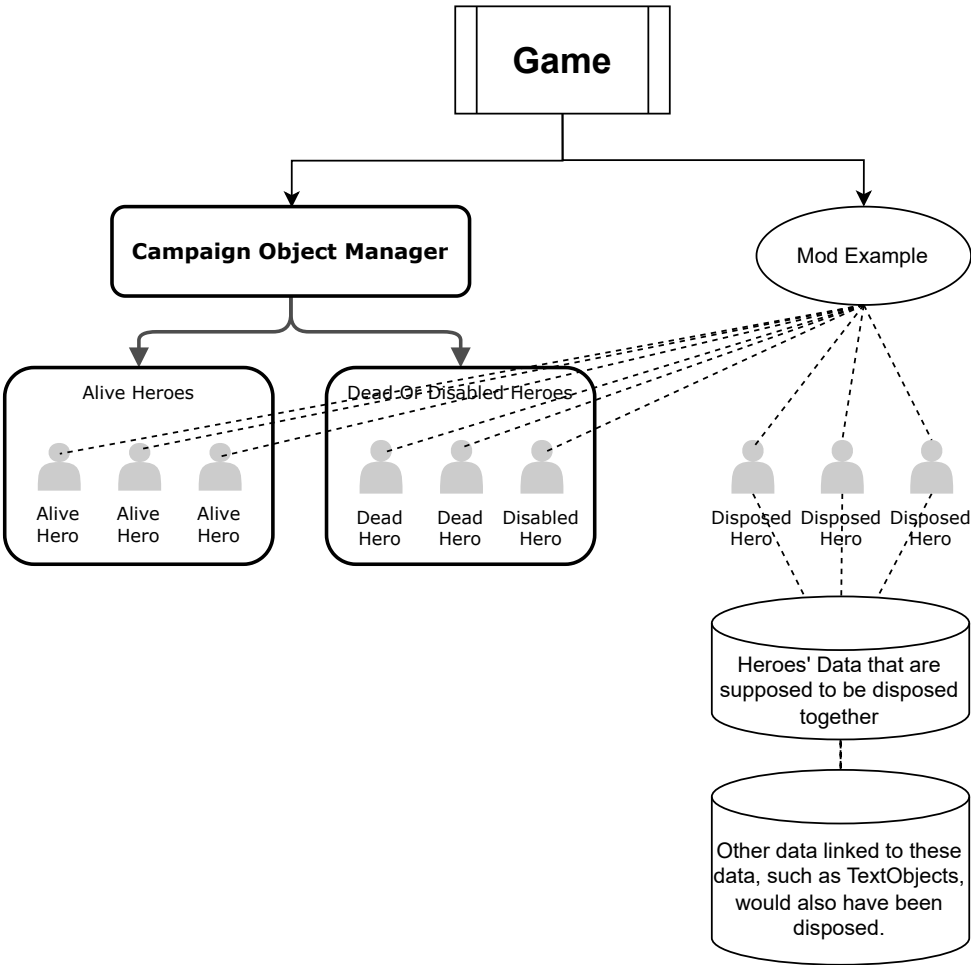 Game
Campaign Object Manager
Mod Example
Alive Heroes
Dead Or Disabled Heroes
Alive
Hero
Alive
Hero
Alive
Hero
Dead
Hero
Dead
Hero
Disabled
Hero
Disposed
Hero
Disposed
Hero
Disposed
Hero
Heroes' Data that are
supposed to be disposed
together
Other data linked to these
data, such as TextObjects,
would also have been
disposed.